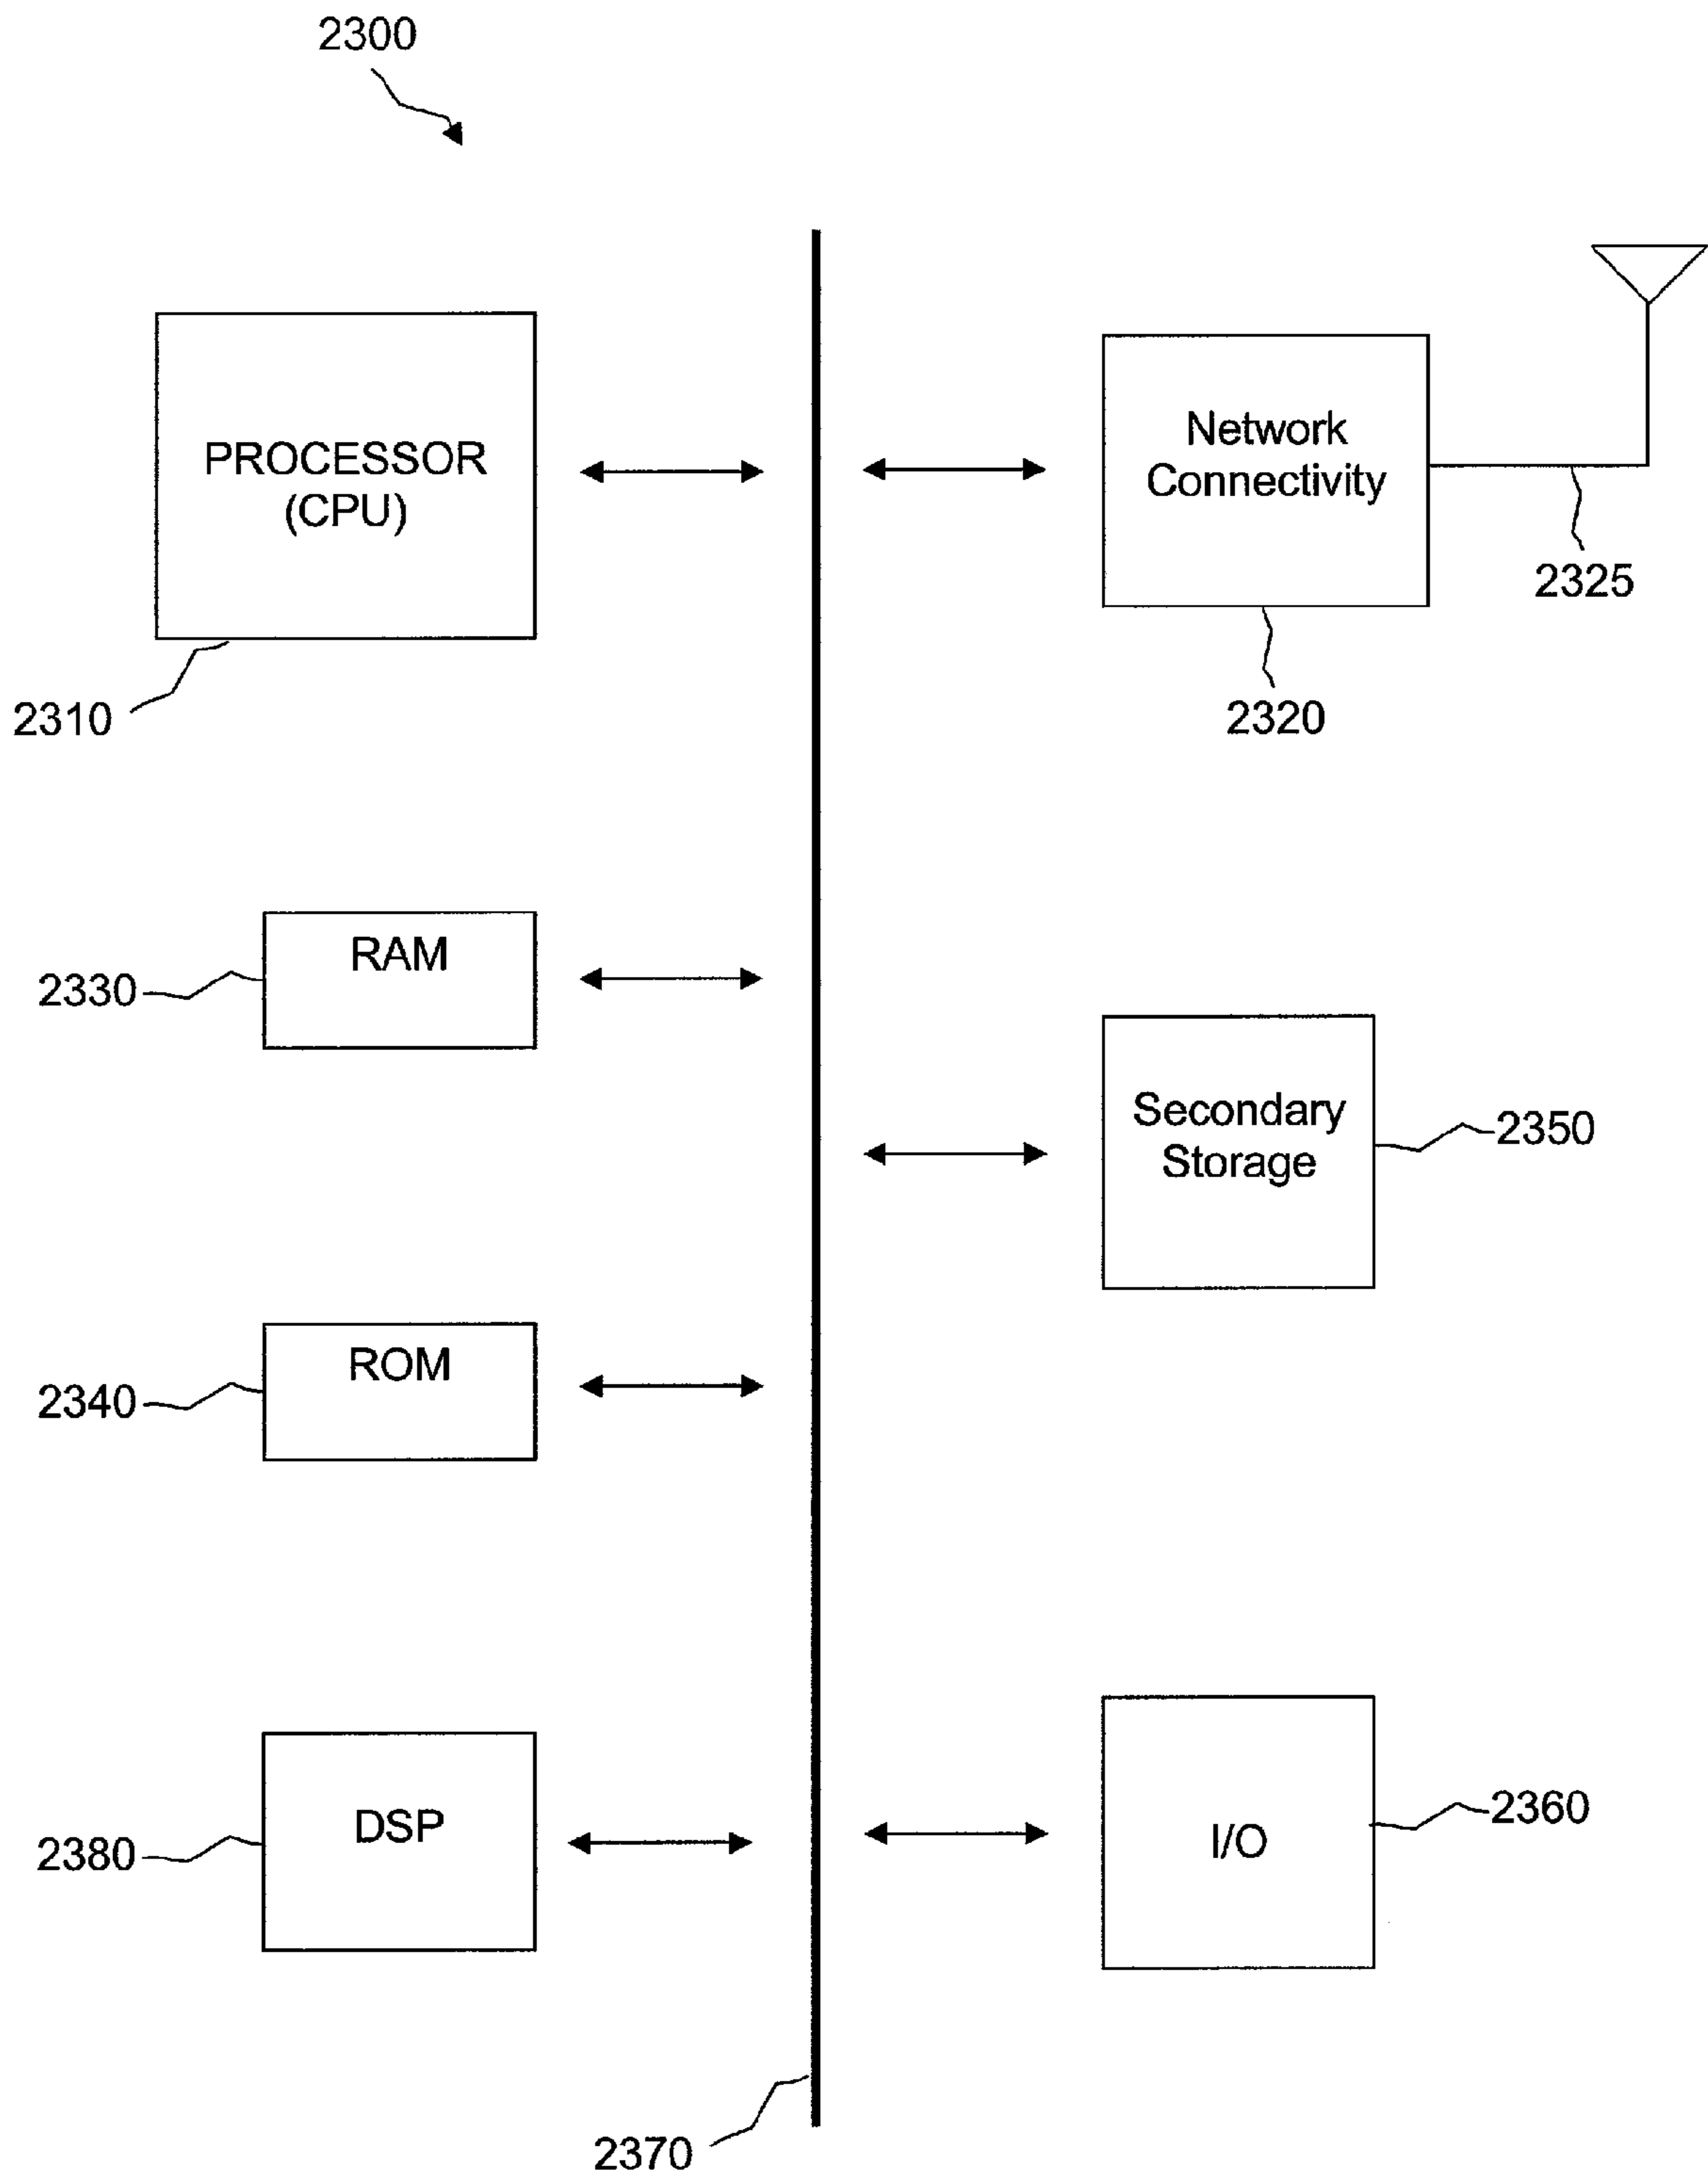 2300
PROCESSOR
(CPU)
2310
Network
Connectivity
2325
2320
RAM
2330
Secondary
Storage
2350
ROM
2340
DSP
2380
I/O
2360
2370